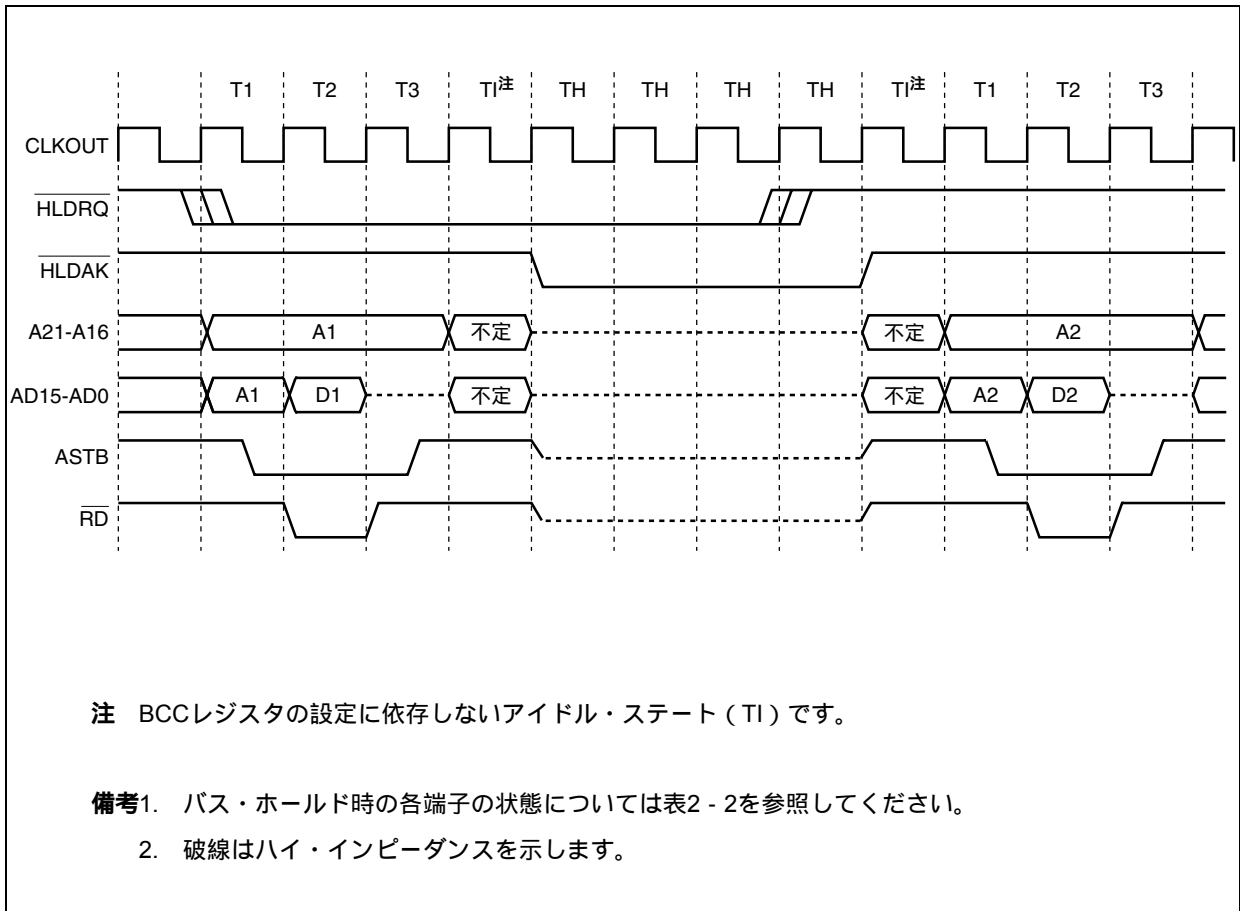 T1 T2 T3 TI注 TH TH TH TH TI注 T1 T2 T3
CLKOUT
HLDRQ
HLDAK
A21-A16 A1 不定 不定 A2
AD15-AD0 A1 D1 不定 不定 A2 D2
ASTB
RD
注 BCCレジスタの設定に依存しないアイドル・ステート(TI)です。
備考1. バス・ホールド時の各端子の状態については表2-2を参照してください。
2. 破線はハイ・インピーダンスを示します。